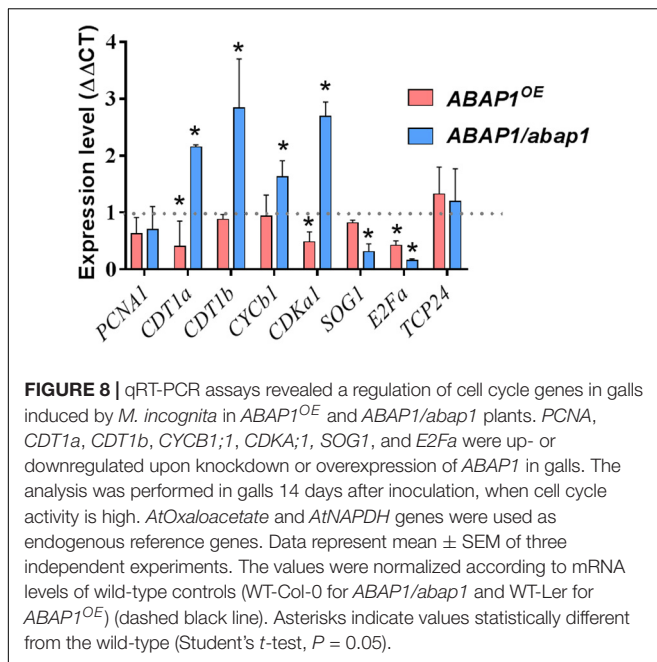 Expression level (ΔΔCT)
4
3
2
1
0
* * * * * * * *
ABAP1^OE
ABAP1/abap1
PCNA1
CDT1a
CDT1b
CYCb1
CDKa1
SOG1
E2Fa
TCP24
FIGURE 8 | qRT-PCR assays revealed a regulation of cell cycle genes in galls
induced by M. incognita in ABAP1^OE and ABAP1/abap1 plants. PCNA,
CDT1a, CDT1b, CYCB1;1, CDKA;1, SOG1, and E2Fa were up- or
downregulated upon knockdown or overexpression of ABAP1 in galls. The
analysis was performed in galls 14 days after inoculation, when cell cycle
activity is high. AtOxaloacetate and AtNAPDH genes were used as
endogenous reference genes. Data represent mean ± SEM of three
independent experiments. The values were normalized according to mRNA
levels of wild-type controls (WT-Col-0 for ABAP1/abap1 and WT-Ler for
ABAP1^OE) (dashed black line). Asterisks indicate values statistically different
from the wild-type (Student's t-test, P = 0.05).